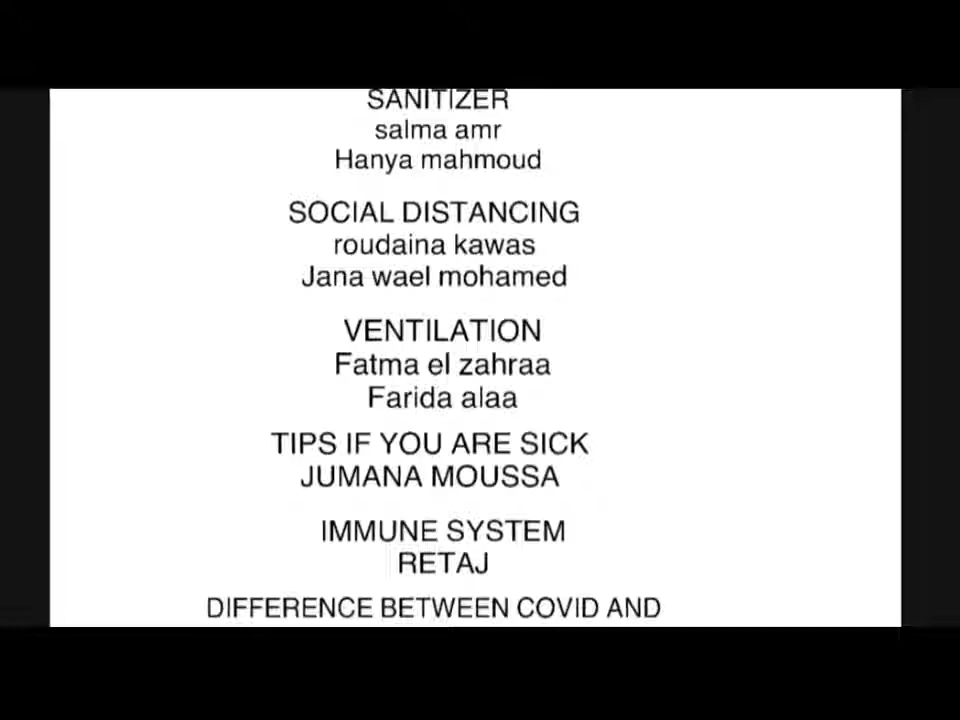 SANITIZER
salma amr
Hanya mahmoud
SOCIAL DISTANCING
roudaina kawas
Jana wael mohamed
VENTILATION
Fatma el zahraa
Farida alaa
TIPS IF YOU ARE SICK
JUMANA MOUSSA
IMMUNE SYSTEM
RETAJ
DIFFERENCE BETWEEN COVID AND